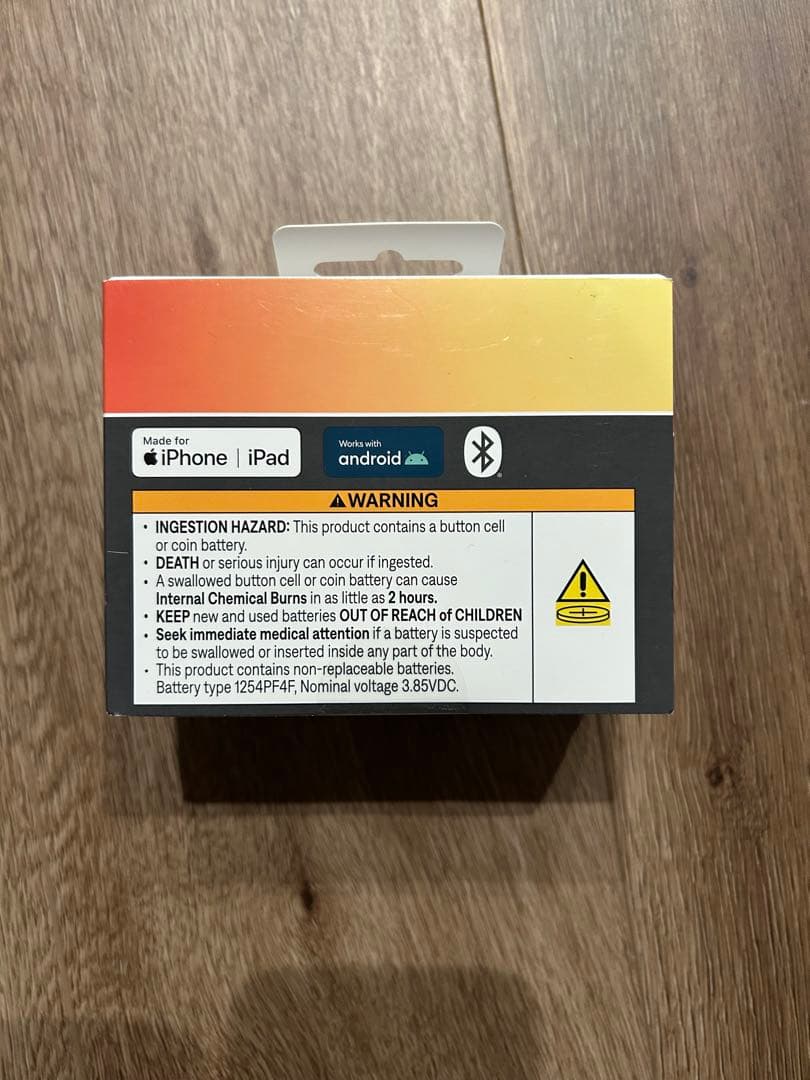 Made for
iPhone | iPad
Works with
android
WARNING
• INGESTION HAZARD: This product contains a button cell
or coin battery.
• DEATH or serious injury can occur if ingested.
• A swallowed button cell or coin battery can cause
Internal Chemical Burns in as little as 2 hours.
• KEEP new and used batteries OUT OF REACH of CHILDREN
• Seek immediate medical attention if a battery is suspected
to be swallowed or inserted inside any part of the body.
• This product contains non-replaceable batteries.
Battery type 1254PF4F, Nominal voltage 3.85VDC.